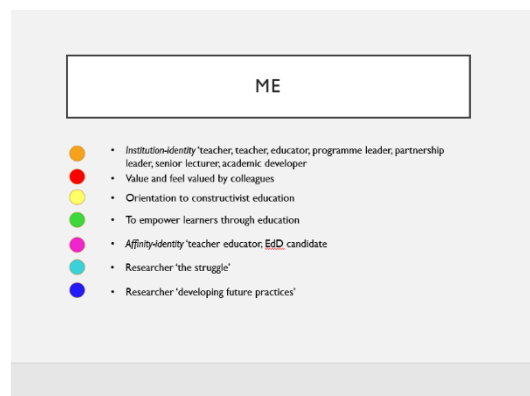 ME
• Institution-identity 'teacher, teacher, educator, programme leader, partnership
leader, senior lecturer, academic developer
• Value and feel valued by colleagues
• Orientation to constructivist education
• To empower learners through education
• Affinity-identity 'teacher educator, EdD candidate
• Researcher 'the struggle'
• Researcher 'developing future practices'